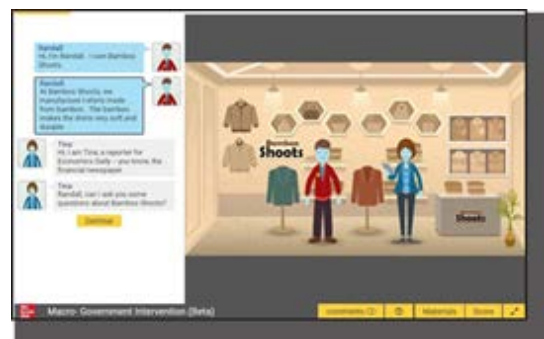 Randall
Hi, I'm Randall. I own Bamboo
Shoots.
Randall
At Bamboo Shoots, we
manufacture t-shirts made
from bamboo. The bamboo
makes the shirts very soft and
durable.
Tina
Hi, I am Tina, a reporter for
Economics Daily - you know, the
financial newspaper.
Tina
Randall, can I ask you some
questions about Bamboo Shoots?
Continue
Bamboo
Shoots
Shoots
Macro- Government Intervention (Beta)
comments
Materials
Score